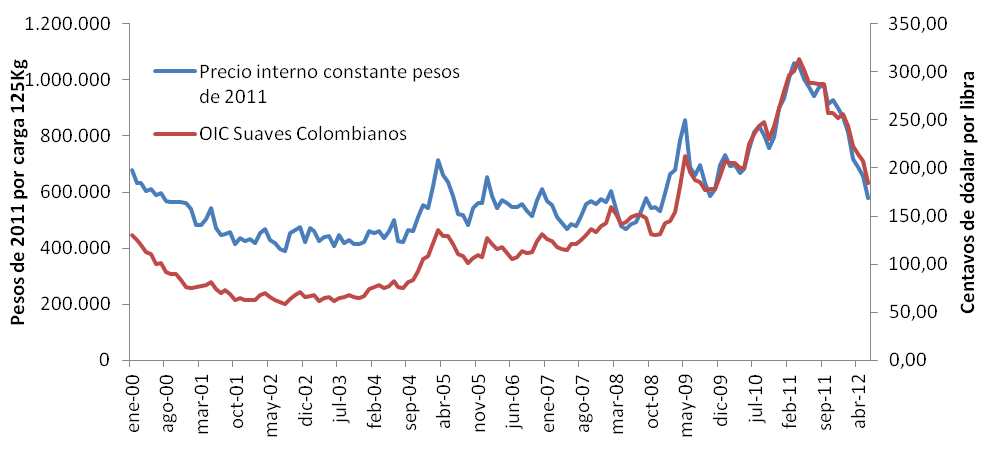 1.200.000
1.000.000
800.000
600.000
400.000
200.000
0
Pesos de 2011 por carga 125Kg
Precio interno constante pesos
de 2011
OIC Suaves Colombianos
350,00
300,00
250,00
200,00
150,00
100,00
50,00
0,00
Centavos de dóalar por libra
ene-00
ago-00
mar-01
oct-01
may-02
dic-02
jul-03
feb-04
sep-04
abr-05
nov-05
jun-06
ene-07
ago-07
mar-08
oct-08
may-09
dic-09
jul-10
feb-11
sep-11
abr-12